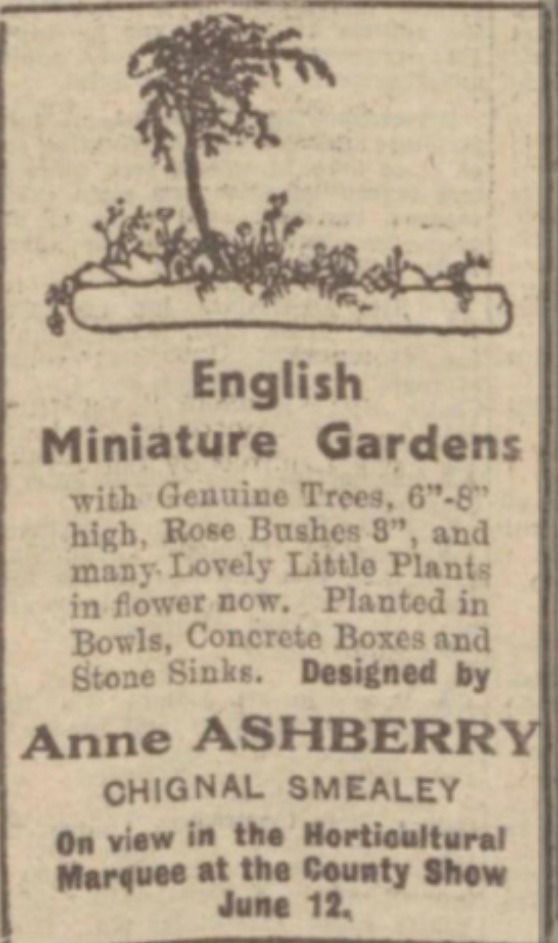 English
Miniature Gardens
with Genuine Trees, 6"-8"
high, Rose Bushes 3", and
many Lovely Little Plants
in flower now. Planted in
Bowls, Concrete Boxes and
Stone Sinks. Designed by
Anne ASHBERRY
CHIGNAL SMEALEY
On view in the Horticultural
Marquee at the County Show
June 12.